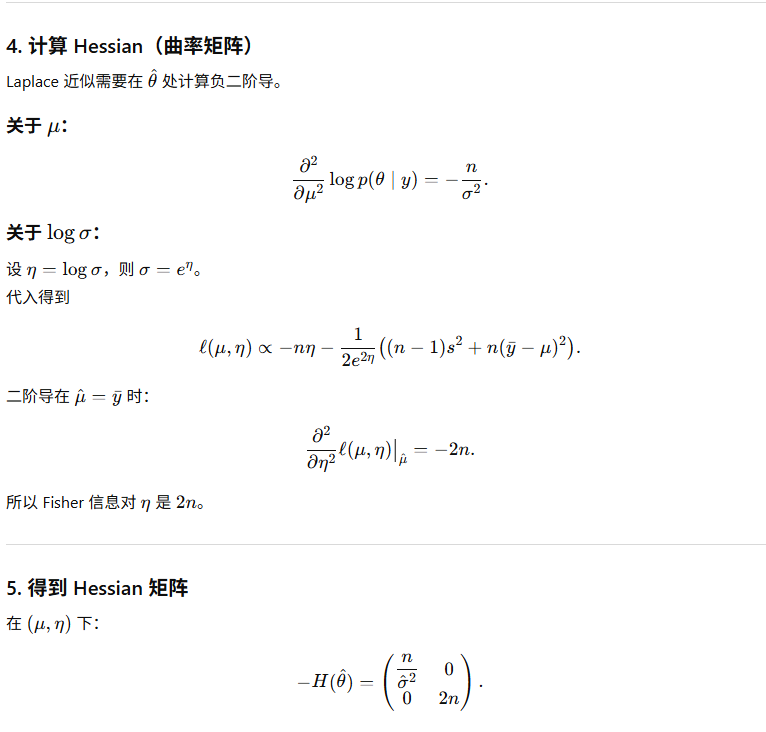 4. 计算 Hessian（曲率矩阵）
Laplace 近似需要在 $\hat{\theta}$ 处计算负二阶导。
关于 $\mu$：
$\frac{\partial^2}{\partial \mu^2} \log p(\theta \mid y) = -\frac{n}{\sigma^2}.$
关于 $\log \sigma$：
设 $\eta = \log \sigma$，则 $\sigma = e^{\eta}$。
代入得到
$\ell(\mu, \eta) \propto -n\eta - \frac{1}{2e^{2\eta}} \left((n-1)s^2 + n(\bar{y} - \mu)^2\right).$
二阶导在 $\hat{\mu} = \bar{y}$ 时：
$\frac{\partial^2}{\partial \eta^2} \ell(\mu, \eta) \big|_{\hat{\mu}} = -2n.$
所以 Fisher 信息对 $\eta$ 是 $2n$。
5. 得到 Hessian 矩阵
在 $(\mu, \eta)$ 下：
$-H(\hat{\theta}) = \begin{pmatrix} \frac{n}{\hat{\sigma}^2} & 0 \\ 0 & 2n \end{pmatrix}.$